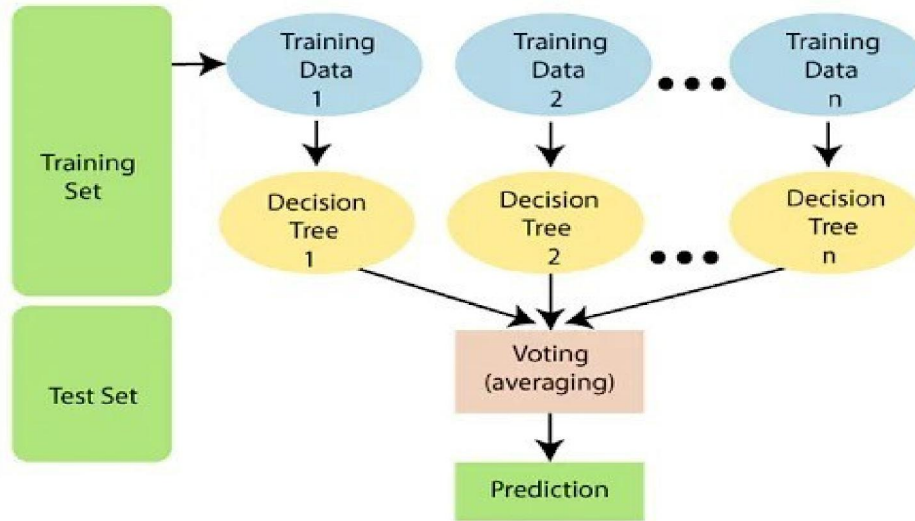 Training
Set
Test Set
Training
Data
1
Training
Data
2
Training
Data
n
Decision
Tree
1
Decision
Tree
2
Decision
Tree
n
Voting
(averaging)
Prediction